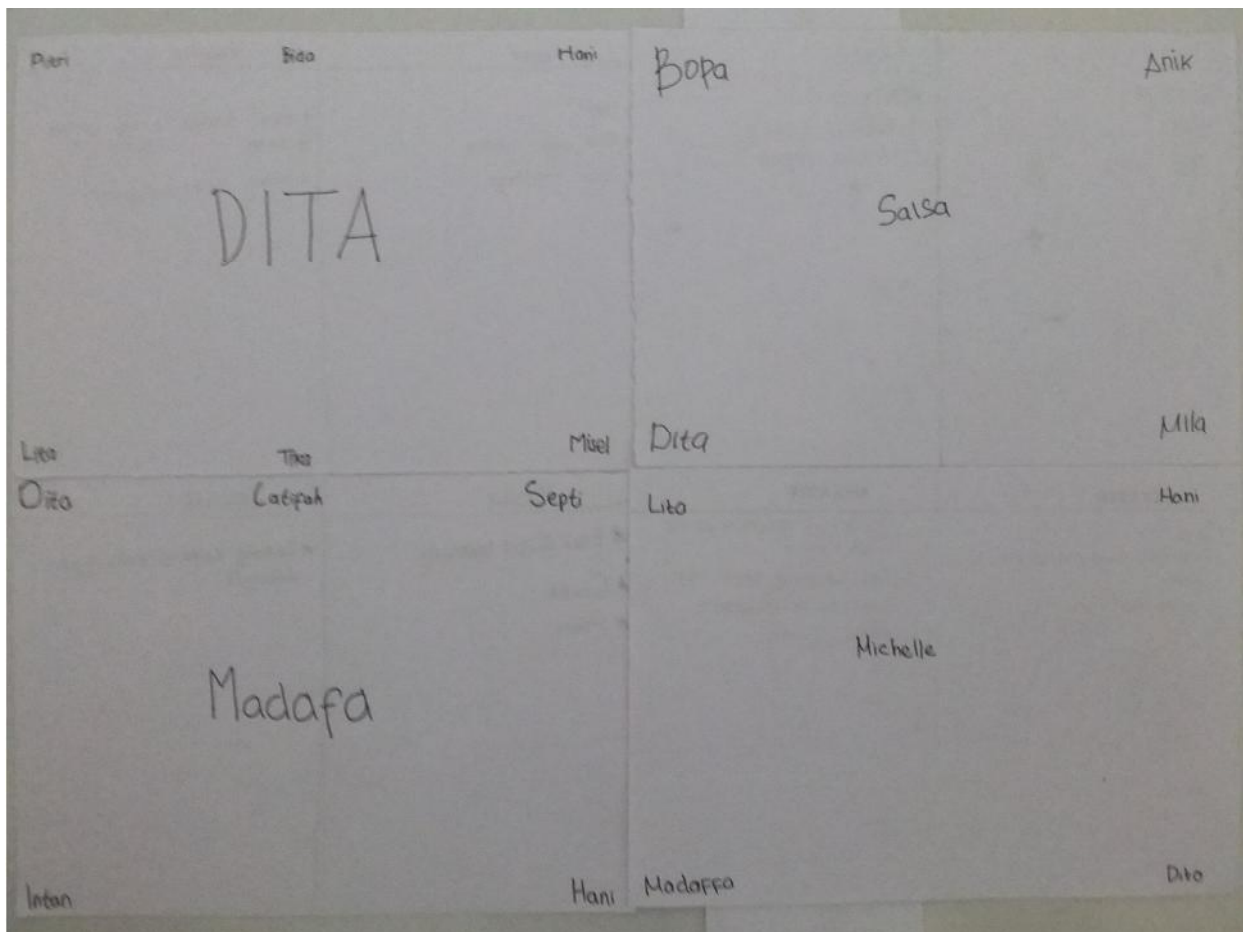 Putri Bida Hani
DITA
Lita Tika Misel
Bopa Anik
Salsa
Dita Mila
Dita Latifah Septi
Madafa
Intan Hani
Lita Hani
Michelle
Madaffa Dita